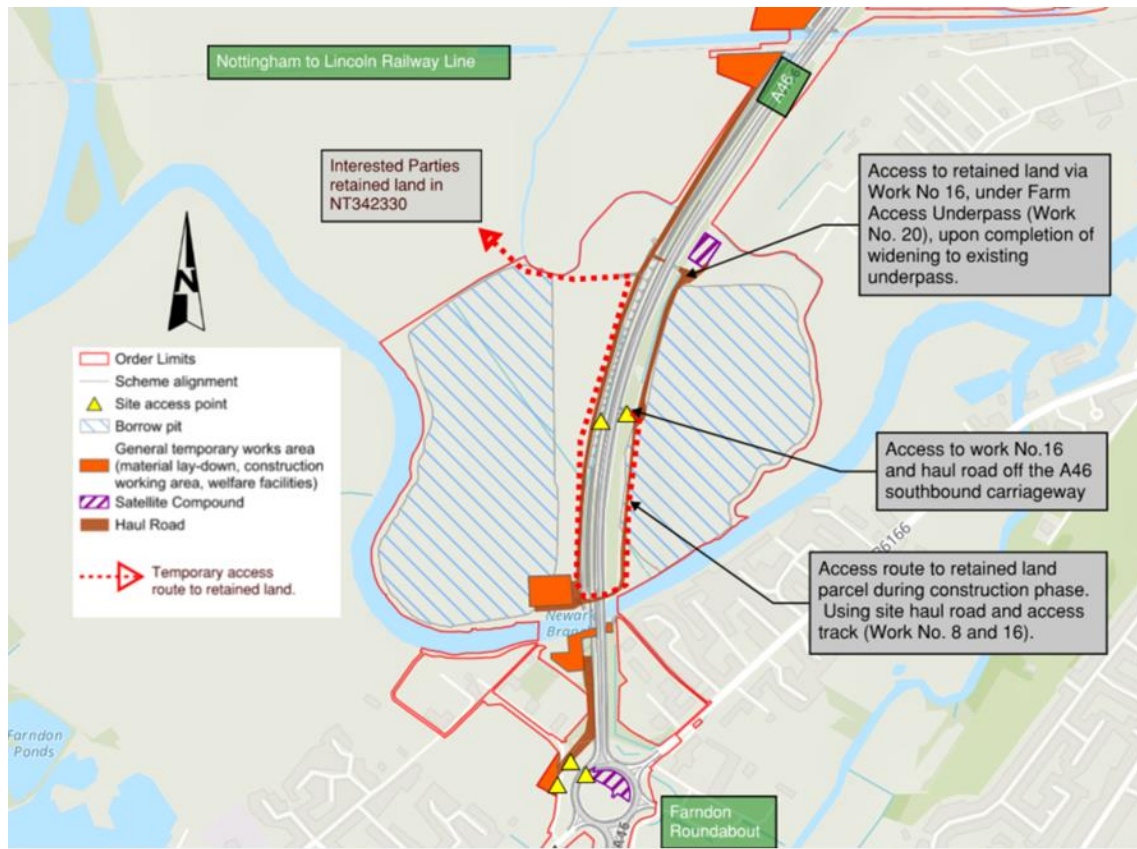 Nottingham to Lincoln Railway Line
A46
Interested Parties
retained land in
NT342330
Access to retained land via
Work No 16, under Farm
Access Underpass (Work
No. 20), upon completion of
widening to existing
underpass.
N
Order Limits
Scheme alignment
Site access point
Borrow pit
General temporary works area
(material lay-down, construction
working area, welfare facilities)
Satellite Compound
Haul Road
Temporary access
route to retained land.
Access to work No.16
and haul road off the A46
southbound carriageway
Access route to retained land
parcel during construction phase.
Using site haul road and access
track (Work No. 8 and 16).
6166
Farndon
Ponds
Farndon
Roundabout
A46